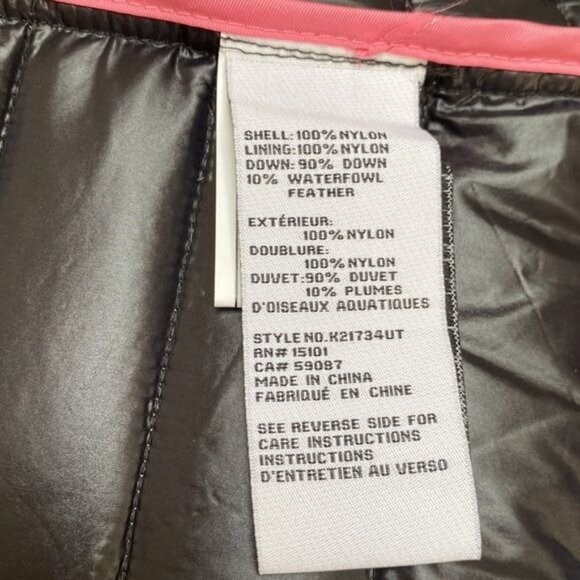 SHELL:100%NYLON
LINING:100%NYLON
DOWN: 90% DOWN
10% WATERFOWL
FEATHER
EXTÉRIEUR:
100%NYLON
DOUBLURE:
100%NYLON
DUVET:90% DUVET
10% PLUMES
D'OISEAUX AQUATIQUES
STYLE NO.K21734UT
RN# 15101
CA# 59087
MADE IN CHINA
FABRIQUÉ EN CHINE
SEE REVERSE SIDE FOR
CARE INSTRUCTIONS
INSTRUCTIONS
D'ENTRETIEN AU VERSO